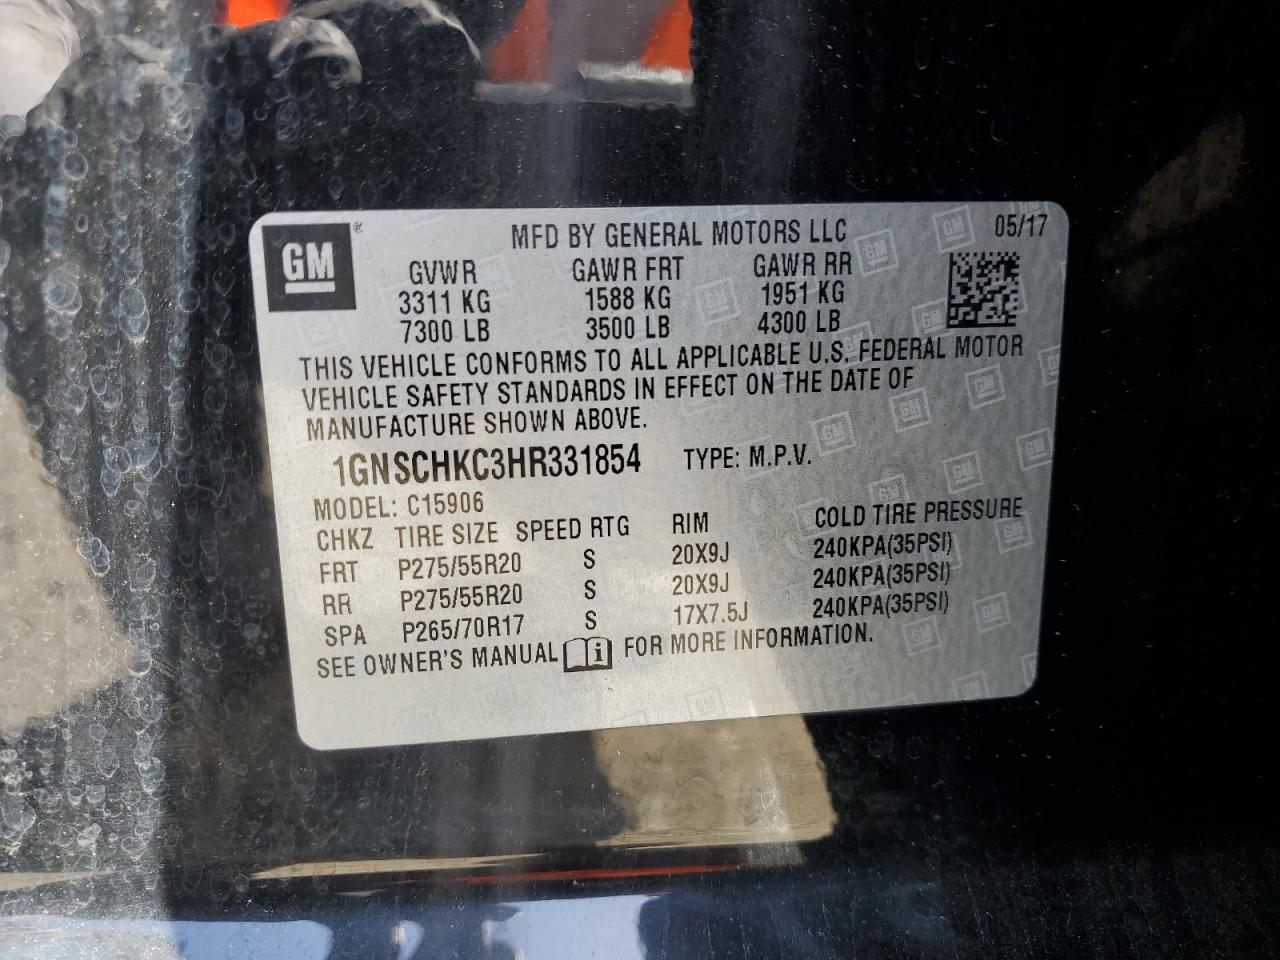 GM ®
MFD BY GENERAL MOTORS LLC 05/17
GVWR GAWR FRT GAWR RR
3311 KG 1588 KG 1951 KG
7300 LB 3500 LB 4300 LB
THIS VEHICLE CONFORMS TO ALL APPLICABLE U.S. FEDERAL MOTOR
VEHICLE SAFETY STANDARDS IN EFFECT ON THE DATE OF
MANUFACTURE SHOWN ABOVE.
1GNSCHKC3HR331854 TYPE: M.P.V.
MODEL: C15906
CHKZ TIRE SIZE SPEED RTG RIM COLD TIRE PRESSURE
FRT P275/55R20 S 20X9J 240KPA(35PSI)
RR P275/55R20 S 20X9J 240KPA(35PSI)
SPA P265/70R17 S 17X7.5J 240KPA(35PSI)
SEE OWNER'S MANUAL i FOR MORE INFORMATION.